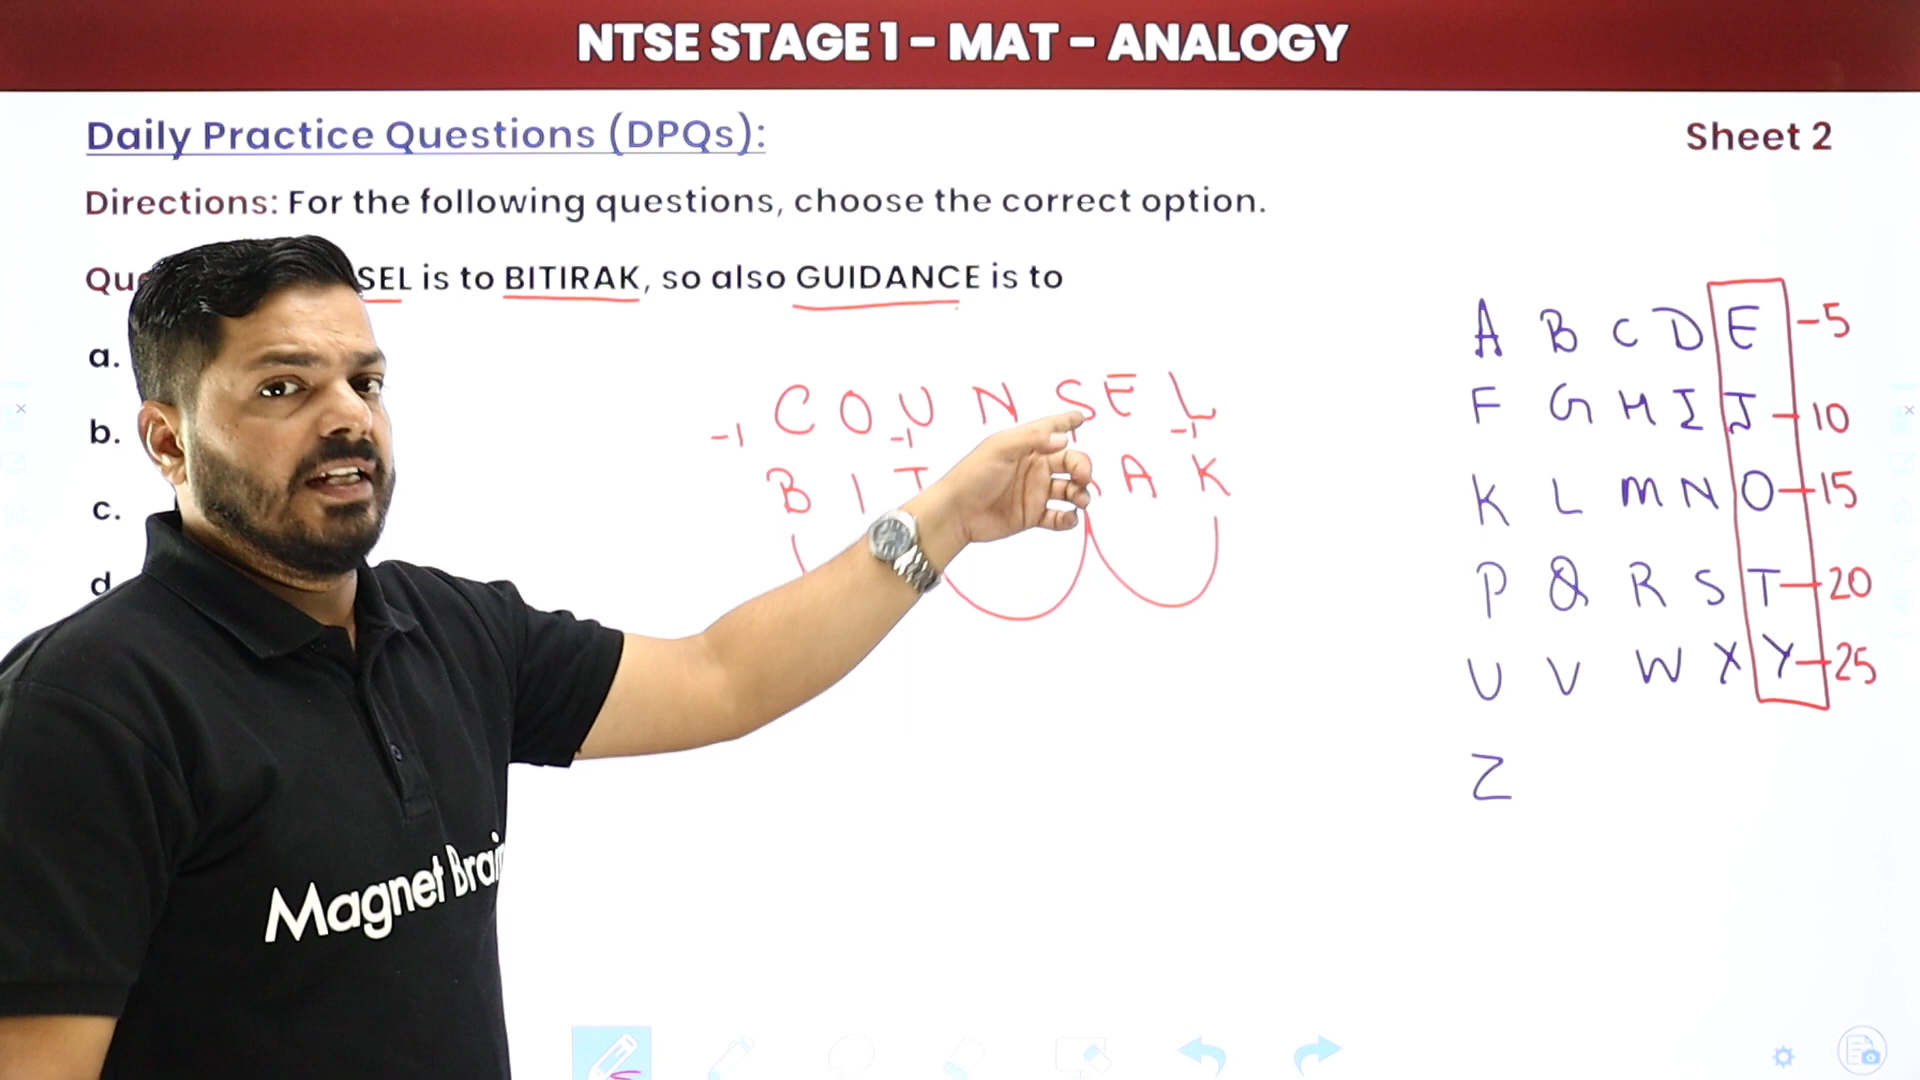 NTSE STAGE 1 - MAT - ANALOGY
Daily Practice Questions (DPQs):
Sheet 2
Directions: For the following questions, choose the correct option.
Qu SEL is to BITIRAK, so also GUIDANCE is to
a.
b.
c.
d
C O U N S E L
-1 -1 -1
B I T A K
A B C D E -5
F G H I J -10
K L M N O -15
P Q R S T -20
U V W X Y -25
Z
Magnet Brai